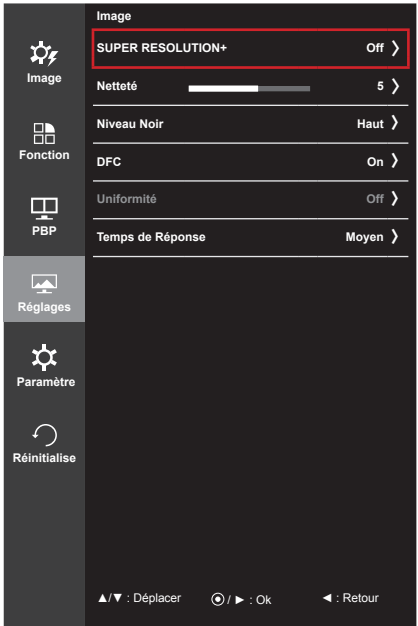 Image
Fonction
PBP
Réglages
Paramètre
Réinitialise
Image
SUPER RESOLUTION+ Off ❯
Netteté 5 ❯
Niveau Noir Haut ❯
DFC On ❯
Uniformité Off ❯
Temps de Réponse Moyen ❯
▲/▼ : Déplacer ⦿ / ► : Ok ◄ : Retour